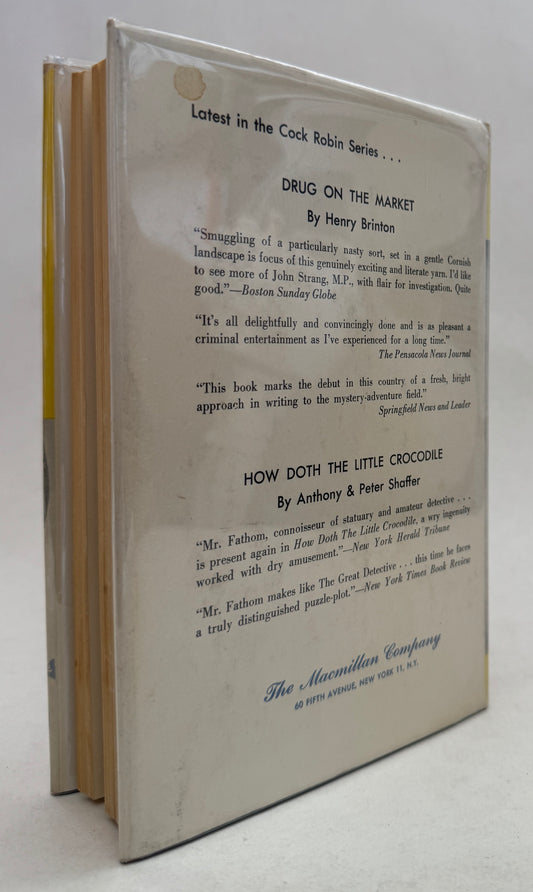 Latest in the Cock Robin Series . . .
DRUG ON THE MARKET
By Henry Brinton
“Smuggling of a particularly nasty sort, set in a gentle Cornish
landscape is focus of this genuinely exciting and literate yarn. I’d like
to see more of John Strang, M.P., with flair for investigation. Quite
good.”—Boston Sunday Globe
“It’s all delightfully and convincingly done and is as pleasant a
criminal entertainment as I’ve experienced for a long time.”
The Pensacola News Journal
“This book marks the debut in this country of a fresh, bright
approach in writing to the mystery-adventure field.”
Springfield News and Leader
HOW DOTH THE LITTLE CROCODILE
By Anthony & Peter Shaffer
“Mr. Fathom, connoisseur of statuary and amateur detective . . .
is present again in How Doth The Little Crocodile, a wry ingenuity
worked with dry amusement.”—New York Herald Tribune
“Mr. Fathom makes like The Great Detective . . . this time he faces
a truly distinguished puzzle-plot.”—New York Times Book Review
The Macmillan Company
60 FIFTH AVENUE, NEW YORK 11, N.Y.